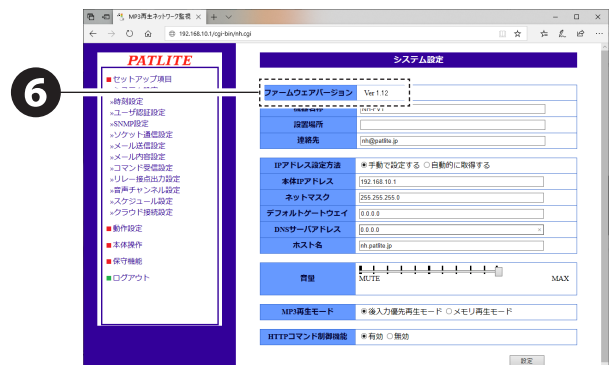 MP3再生ネットワーク監視
192.168.10.1/cgi-bin/nh.cgi
PATLITE
セットアップ項目
»時刻設定
»ユーザ認証設定
»SNMP設定
»ソケット通信設定
»メール送信設定
»メール内容設定
»コマンド受信設定
»リレー接点出力設定
»音声チャンネル設定
»スケジュール設定
»クラウド接続設定
動作設定
本体操作
保守機能
ログアウト
6
システム設定
ファームウェアバージョン Ver 1.12
設置場所
連絡先 nh@patlite.jp
IPアドレス設定方法 手動で設定する 自動的に取得する
本体IPアドレス 192.168.10.1
ネットマスク 255.255.255.0
デフォルトゲートウェイ 0.0.0.0
DNSサーバアドレス 0.0.0.0
ホスト名 nh.patlite.jp
音量 MUTE MAX
MP3再生モード 後入力優先再生モード メモリ再生モード
HTTPコマンド制御機能 有効 無効
設定